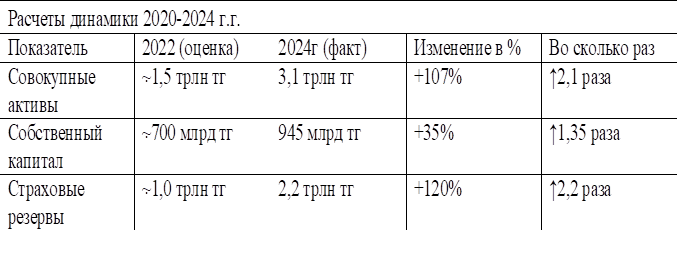 Расчеты динамики 2020-2024 г.г.
Показатель 2022 (оценка) 2024г (факт) Изменение в % Во сколько раз
Совокупные активы ~1,5 трлн тг 3,1 трлн тг +107% ↑2,1 раза
Собственный капитал ~700 млрд тг 945 млрд тг +35% ↑1,35 раза
Страховые резервы ~1,0 трлн тг 2,2 трлн тг +120% ↑2,2 раза